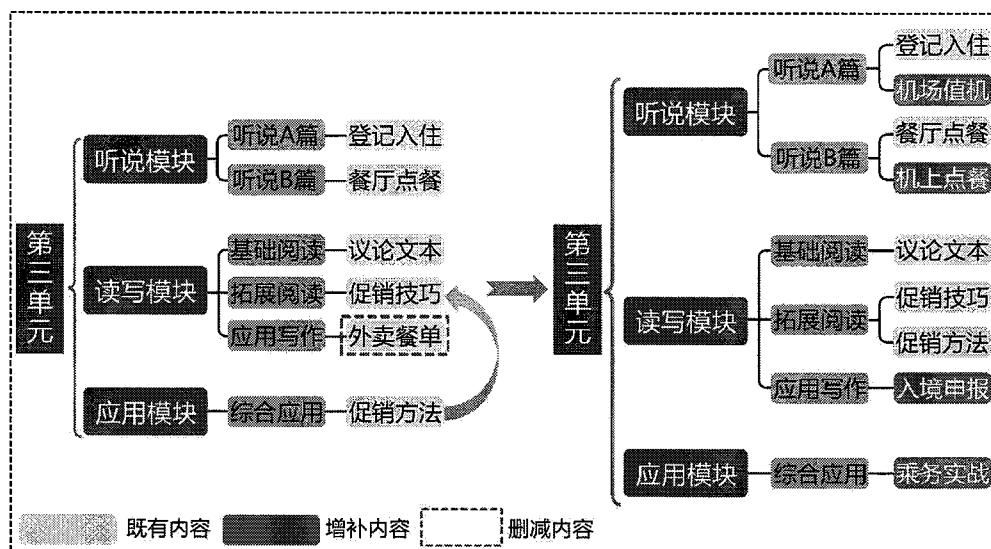 第三单元
听说模块
听说A篇
登记入住
听说B篇
餐厅点餐
读写模块
基础阅读
议论文本
拓展阅读
促销技巧
应用写作
外卖餐单
应用模块
综合应用
促销方法
第三单元
听说模块
听说A篇
登记入住
机场值机
听说B篇
餐厅点餐
机上点餐
读写模块
基础阅读
议论文本
拓展阅读
促销技巧
促销方法
应用写作
入境申报
应用模块
综合应用
乘务实战
既有内容
增补内容
删减内容